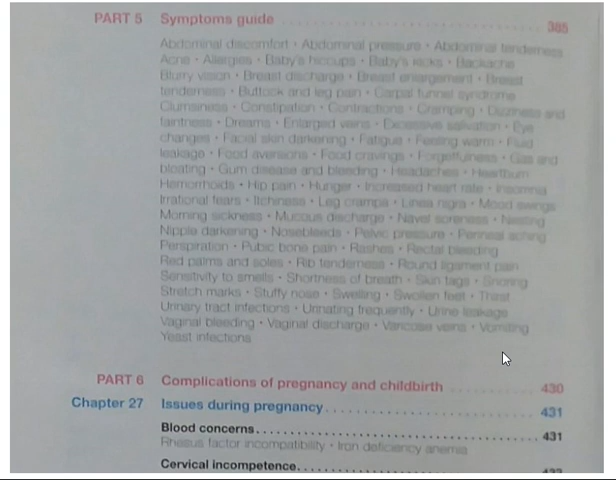 PART 5 Symptoms guide 385
Abdominal discomfort • Abdominal pressure • Abdominal tenderness
Acne • Allergies • Baby's hiccups • Baby's kicks • Backache
Blurry vision • Breast discharge • Breast enlargement • Breast
tenderness • Buttock and leg pain • Carpal tunnel syndrome
Clumsiness • Constipation • Contractions • Cramping • Dizziness and
faintness • Dreams • Enlarged veins • Excessive salivation • Eye
changes • Facial skin darkening • Fatigue • Feeling warm • Fluid
leakage • Food aversions • Food cravings • Forgetfulness • Gas and
bloating • Gum disease and bleeding • Headaches • Heartburn
Hemorrhoids • Hip pain • Hunger • Increased heart rate • Insomnia
Irrational fears • Itchiness • Leg cramps • Linea nigra • Mood swings
Morning sickness • Mucous discharge • Navel soreness • Nesting
Nipple darkening • Nosebleeds • Pelvic pressure • Perineal aching
Perspiration • Pubic bone pain • Rashes • Rectal bleeding
Red palms and soles • Rib tenderness • Round ligament pain
Sensitivity to smells • Shortness of breath • Skin tags • Snoring
Stretch marks • Stuffy nose • Swelling • Swollen feet • Thirst
Urinary tract infections • Urinating frequently • Urine leakage
Vaginal bleeding • Vaginal discharge • Varicose veins • Vomiting
Yeast infections
PART 6 Complications of pregnancy and childbirth 430
Chapter 27 Issues during pregnancy 431
Blood concerns 431
Rhesus factor incompatibility • Iron deficiency anemia
Cervical incompetence